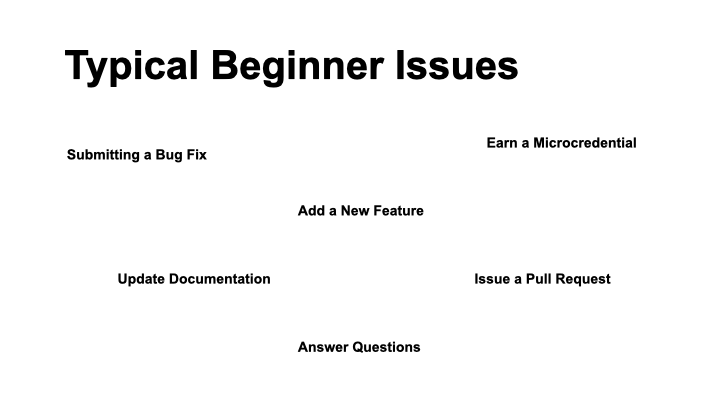 Typical Beginner Issues
Submitting a Bug Fix
Earn a Microcredential
Add a New Feature
Update Documentation
Issue a Pull Request
Answer Questions